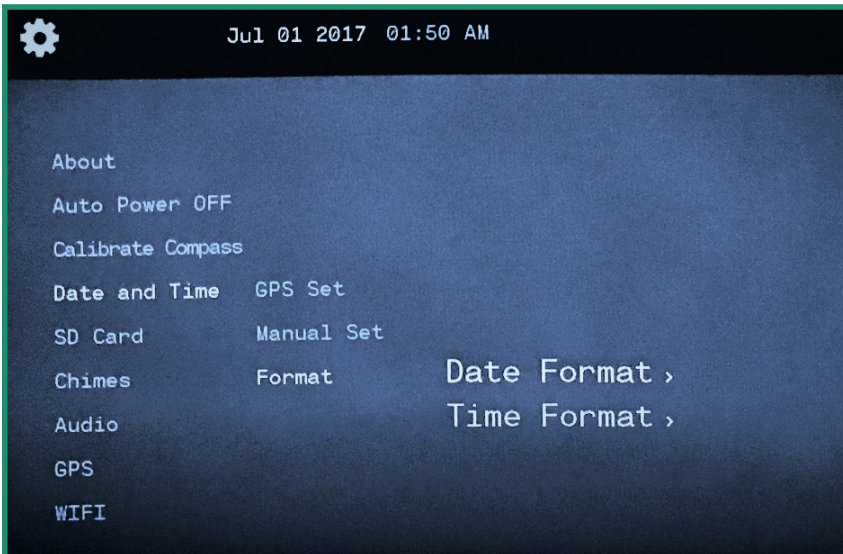 Jul 01 2017 01:50 AM
About
Auto Power OFF
Calibrate Compass
Date and Time GPS Set
SD Card Manual Set
Chimes Format Date Format ›
Audio Time Format ›
GPS
WIFI